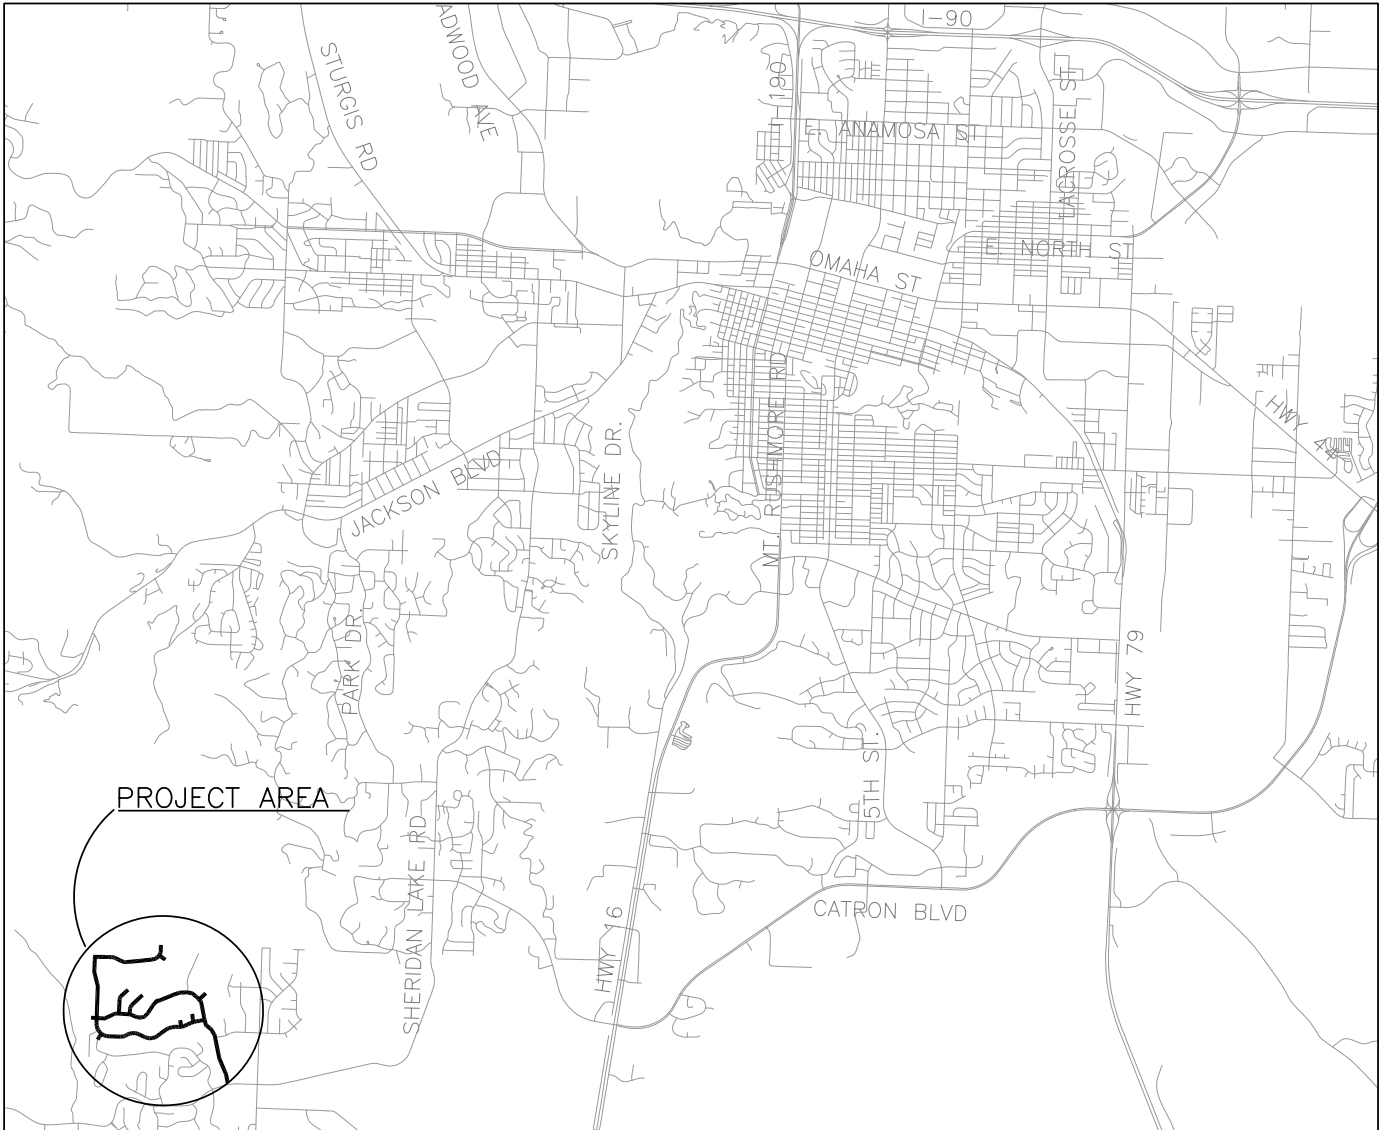 I-90
STURGIS RD
ADWOOD AVE
I-190
E. ANAMOSA ST
LACROSSE ST
E. NORTH ST
OMAHA ST
HWY 44
MT. RUSHMORE RD
SKYLINE DR.
JACKSON BLVD
PARK DR.
HWY 79
5TH ST.
PROJECT AREA
SHERIDAN LAKE RD
HWY 16
CATRON BLVD